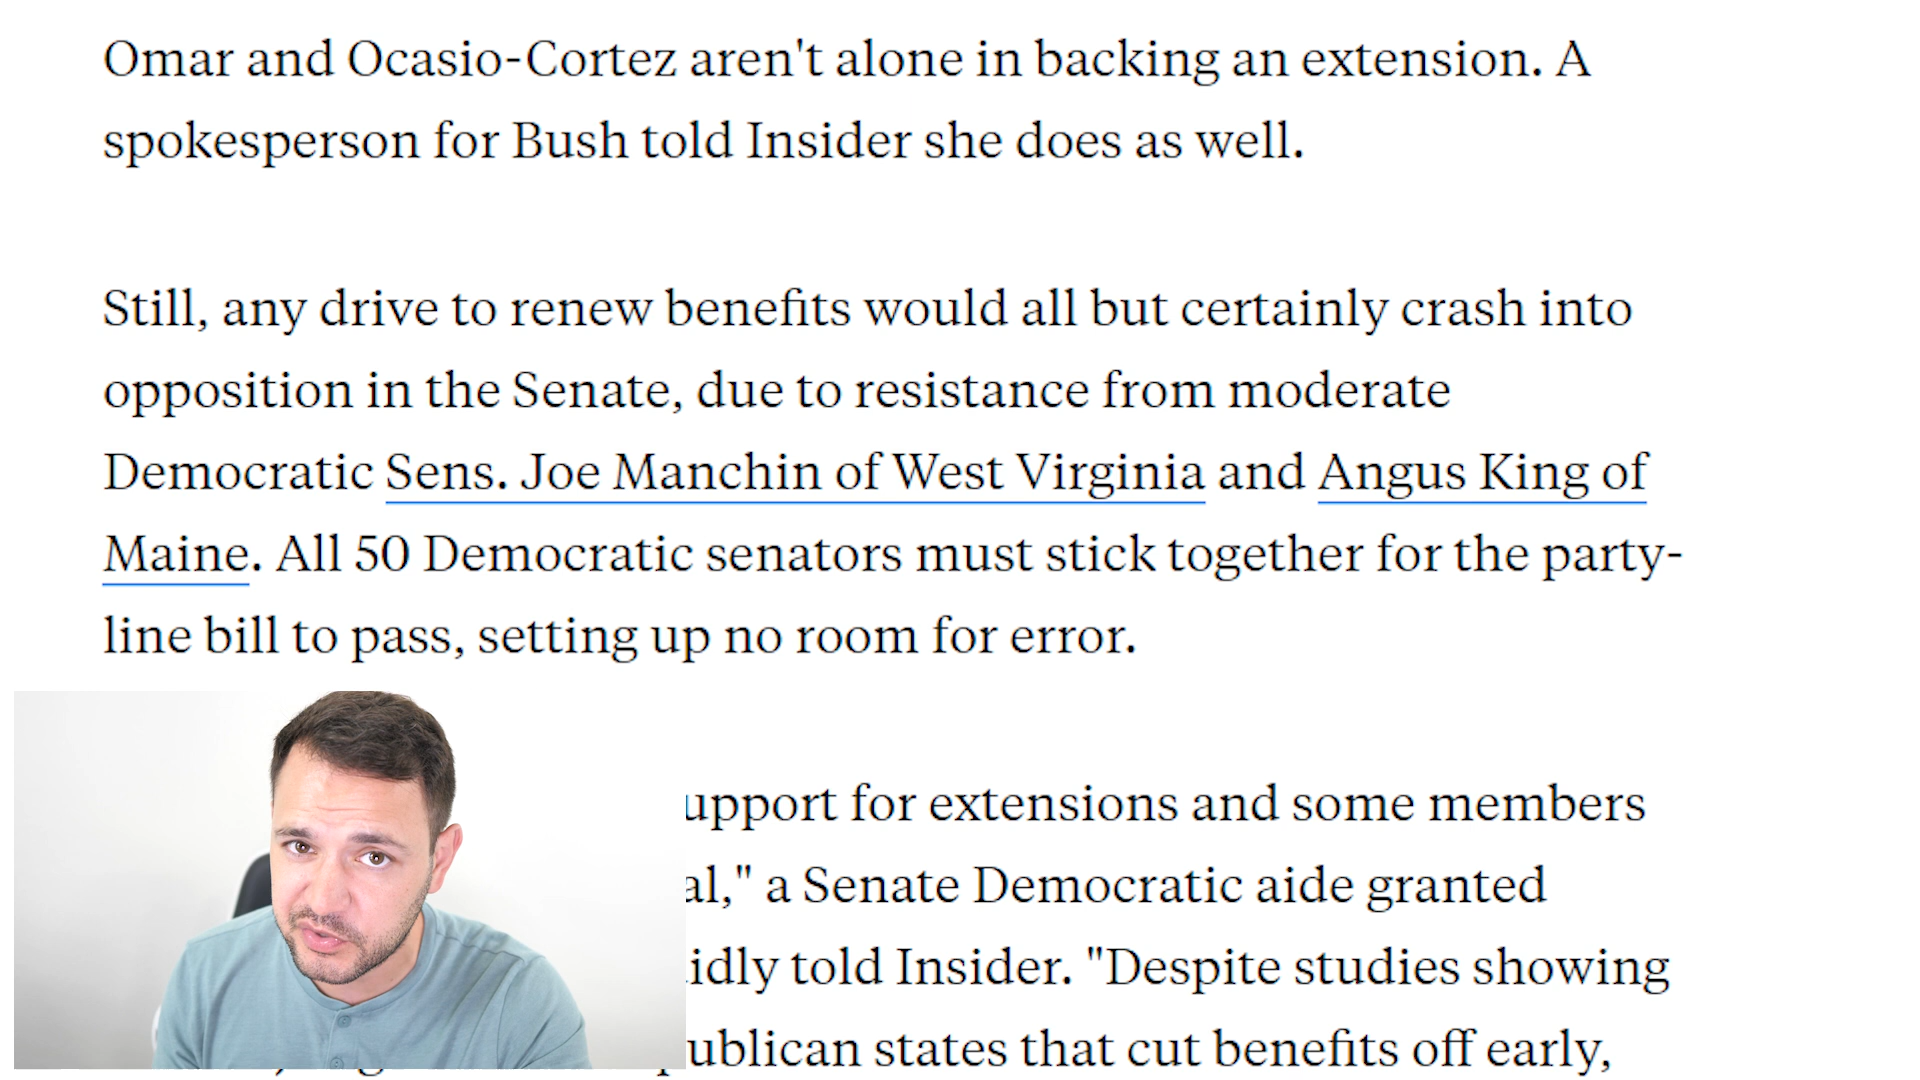 Omar and Ocasio-Cortez aren't alone in backing an extension. A
spokesperson for Bush told Insider she does as well.
Still, any drive to renew benefits would all but certainly crash into
opposition in the Senate, due to resistance from moderate
Democratic Sens. Joe Manchin of West Virginia and Angus King of
Maine. All 50 Democratic senators must stick together for the party-
line bill to pass, setting up no room for error.
for extensions and some members
a Senate Democratic aide granted
told Insider. "Despite studies showing
states that cut benefits off early,